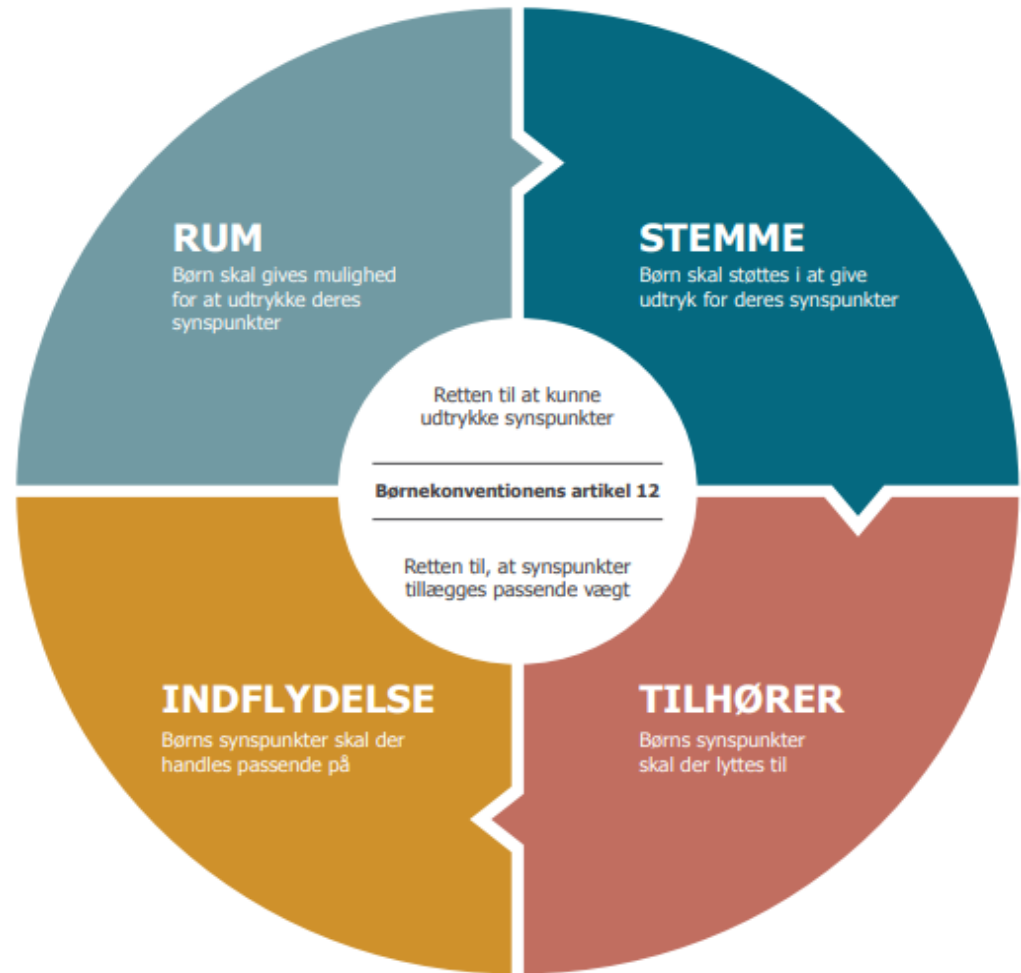 RUM
Børn skal gives mulighed
for at udtrykke deres
synspunkter
STEMME
Børn skal støttes i at give
udtryk for deres synspunkter
Retten til at kunne
udtrykke synspunkter
Børnekonventionens artikel 12
Retten til, at synspunkter
tillægges passende vægt
INDFLYDELSE
Børns synspunkter skal der
handles passende på
TILHØRER
Børns synspunkter
skal der lyttes til